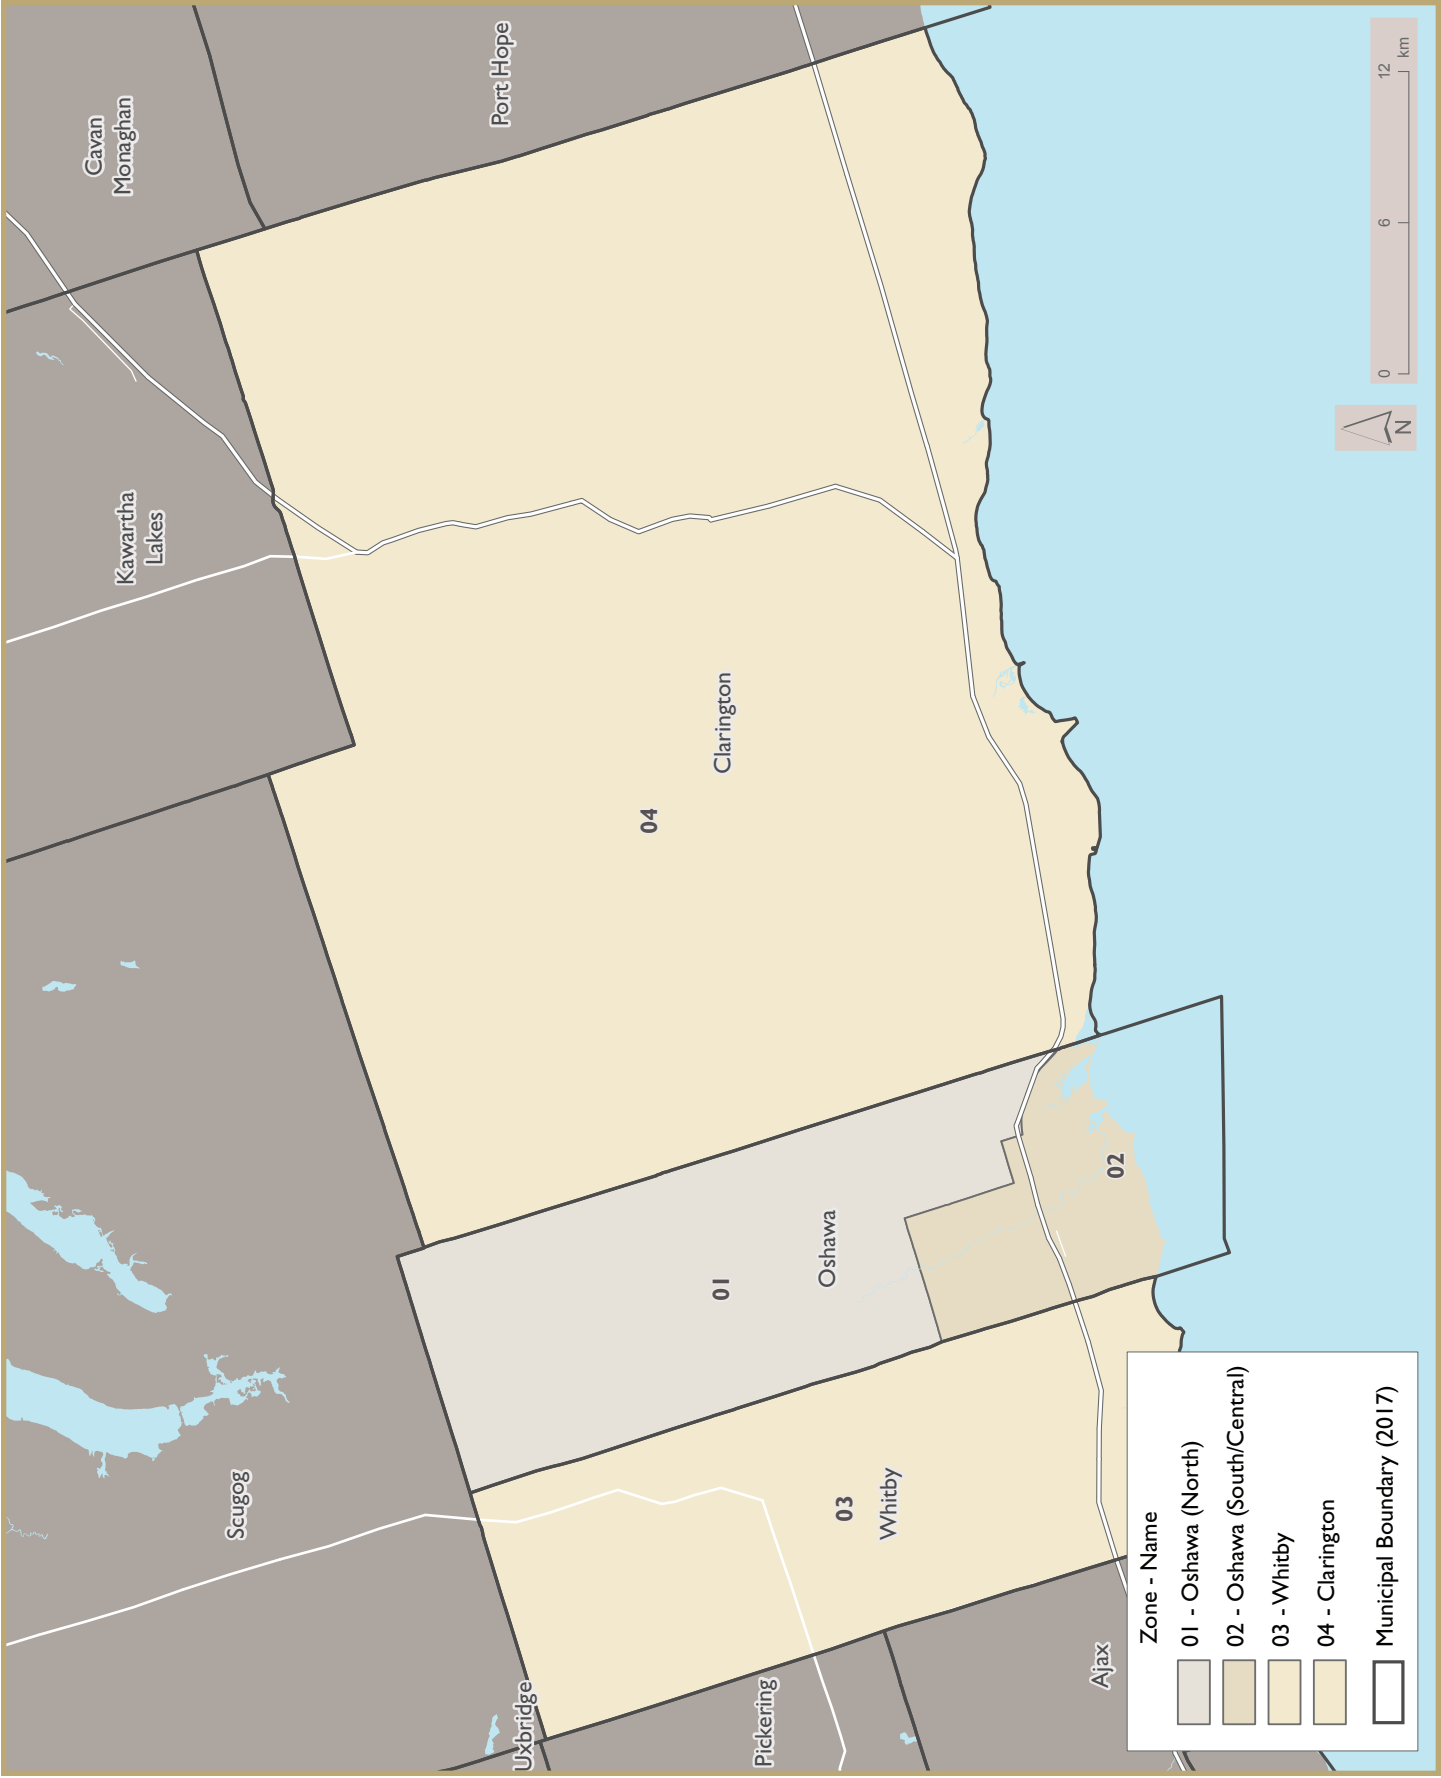 Cavan
Monaghan
Port Hope
Kawartha
Lakes
Clarington
04
Oshawa
01
02
Scugog
03
Whitby
Uxbridge
Pickering
Ajax
0 6 12 km
N
Zone - Name
01 - Oshawa (North)
02 - Oshawa (South/Central)
03 - Whitby
04 - Clarington
Municipal Boundary (2017)